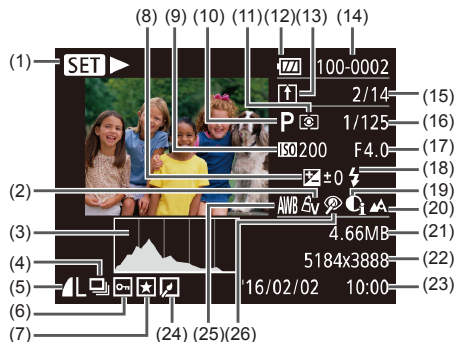 (8) (9) (10) (11) (12) (13) (14)
(1) SET 100-0002
2/14 (15)
P 1/125 (16)
ISO200 F4.0 (17)
±0 (18)
(2) AWB Av i (19)
(20)
(3) 4.66MB (21)
(4) 5184x3888 (22)
(5) L '16/02/02 10:00 (23)
(6)
(7) (24) (25) (26)